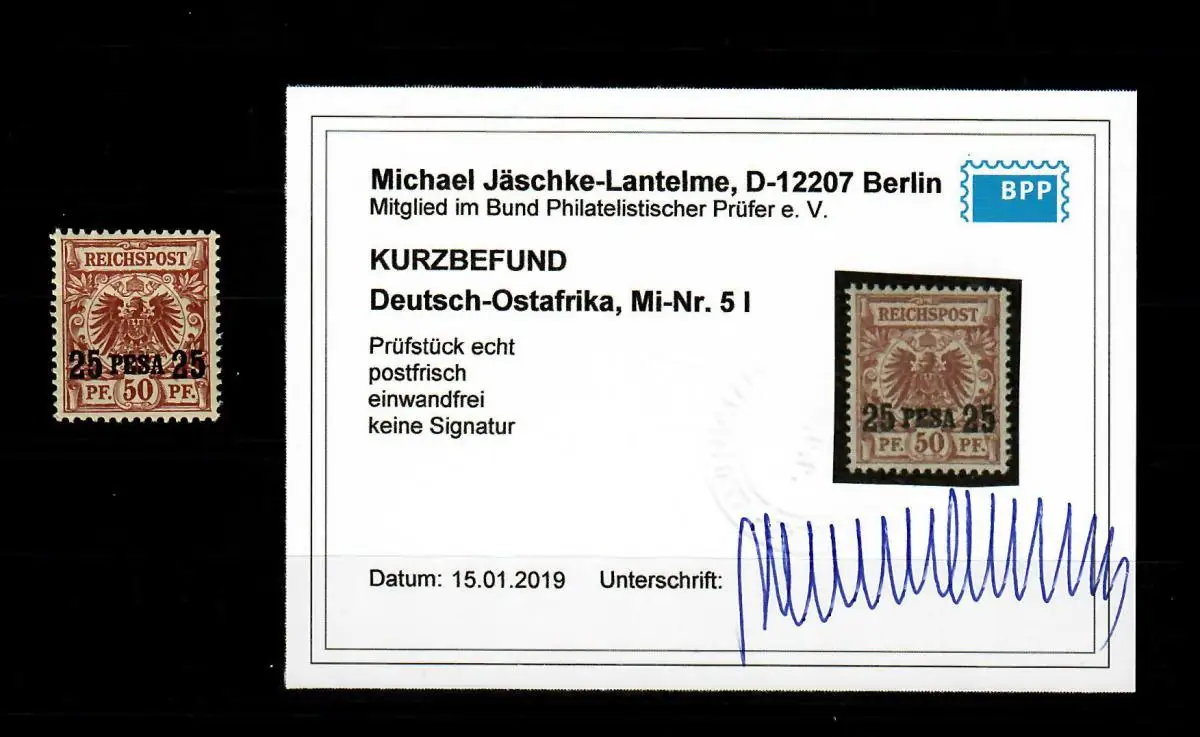 REICHSPOST
25 PESA 25
PF. 50 PF.
Michael Jäschke-Lantelme, D-12207 Berlin
Mitglied im Bund Philatelistischer Prüfer e. V.
BPP
KURZBEFUND
Deutsch-Ostafrika, Mi-Nr. 5 I
Prüfstück echt
postfrisch
einwandfrei
keine Signatur
REICHSPOST
25 PESA 25
PF. 50 PF.
Datum: 15.01.2019 Unterschrift: